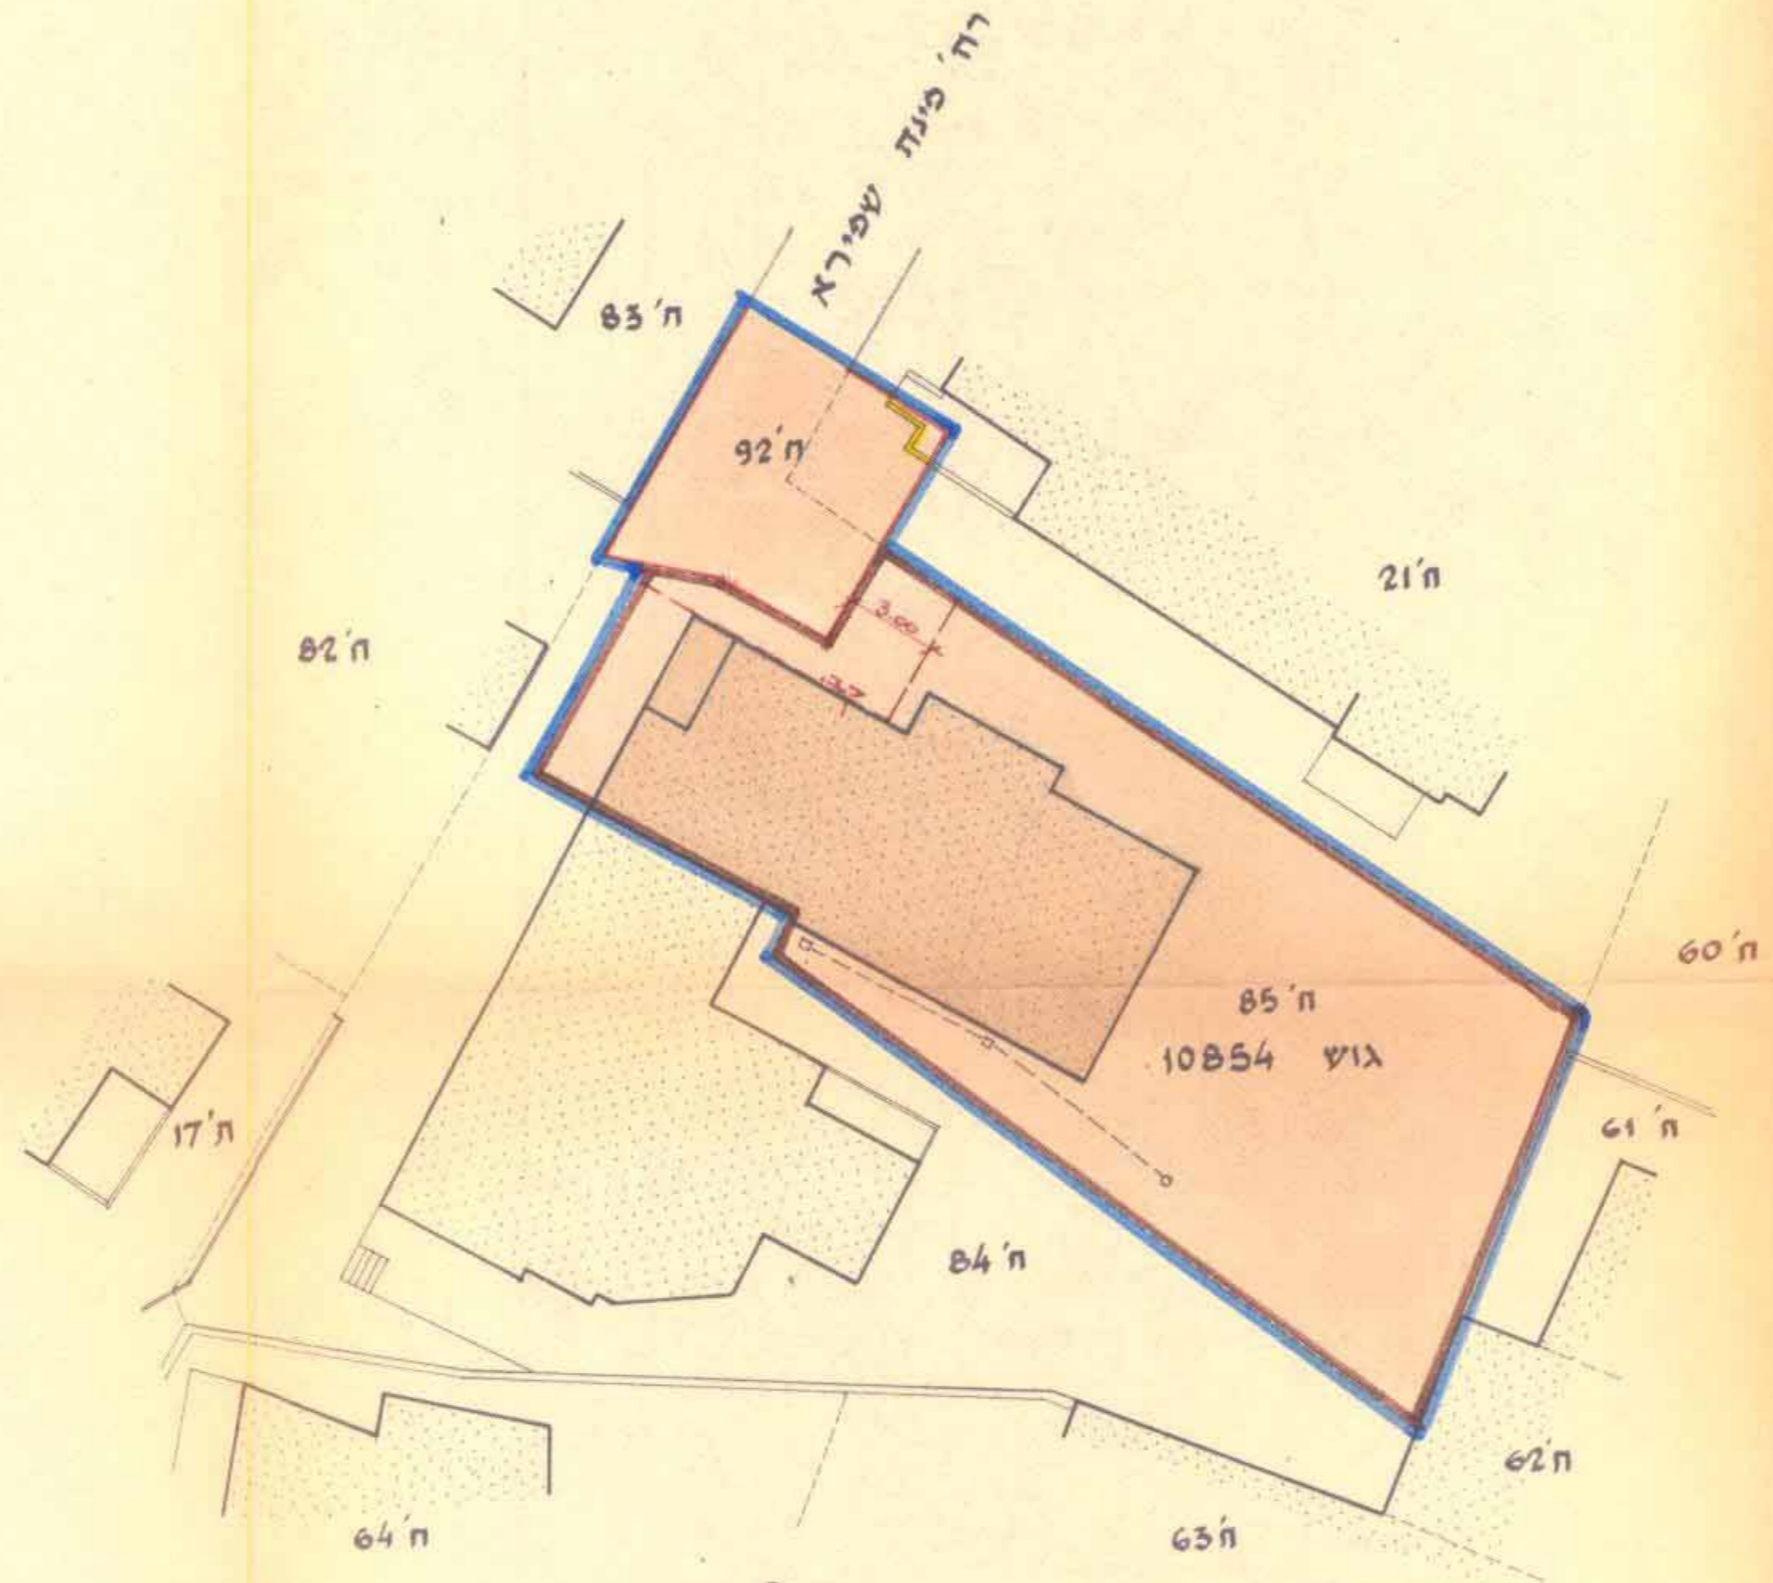 רח' פינת שפירא
ח' 83
ח' 92
ח' 21
3.00
ח' 82
ח' 60
ח' 85
גוש 10854
ח' 61
ח' 17
ח' 84
ח' 62
ח' 64
ח' 63